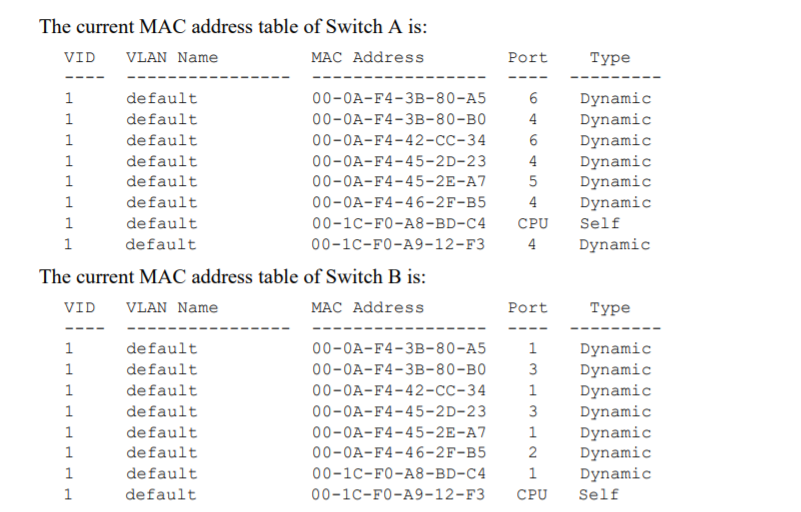 The current MAC address table of Switch A is:
VID VLAN Name MAC Address Port Type
---- ---------------- ----------------- ---- ---------
1 default 00-0A-F4-3B-80-A5 6 Dynamic
1 default 00-0A-F4-3B-80-B0 4 Dynamic
1 default 00-0A-F4-42-CC-34 6 Dynamic
1 default 00-0A-F4-45-2D-23 4 Dynamic
1 default 00-0A-F4-45-2E-A7 5 Dynamic
1 default 00-0A-F4-46-2F-B5 4 Dynamic
1 default 00-1C-F0-A8-BD-C4 CPU Self
1 default 00-1C-F0-A9-12-F3 4 Dynamic
The current MAC address table of Switch B is:
VID VLAN Name MAC Address Port Type
---- ---------------- ----------------- ---- ---------
1 default 00-0A-F4-3B-80-A5 1 Dynamic
1 default 00-0A-F4-3B-80-B0 3 Dynamic
1 default 00-0A-F4-42-CC-34 1 Dynamic
1 default 00-0A-F4-45-2D-23 3 Dynamic
1 default 00-0A-F4-45-2E-A7 1 Dynamic
1 default 00-0A-F4-46-2F-B5 2 Dynamic
1 default 00-1C-F0-A8-BD-C4 1 Dynamic
1 default 00-1C-F0-A9-12-F3 CPU Self